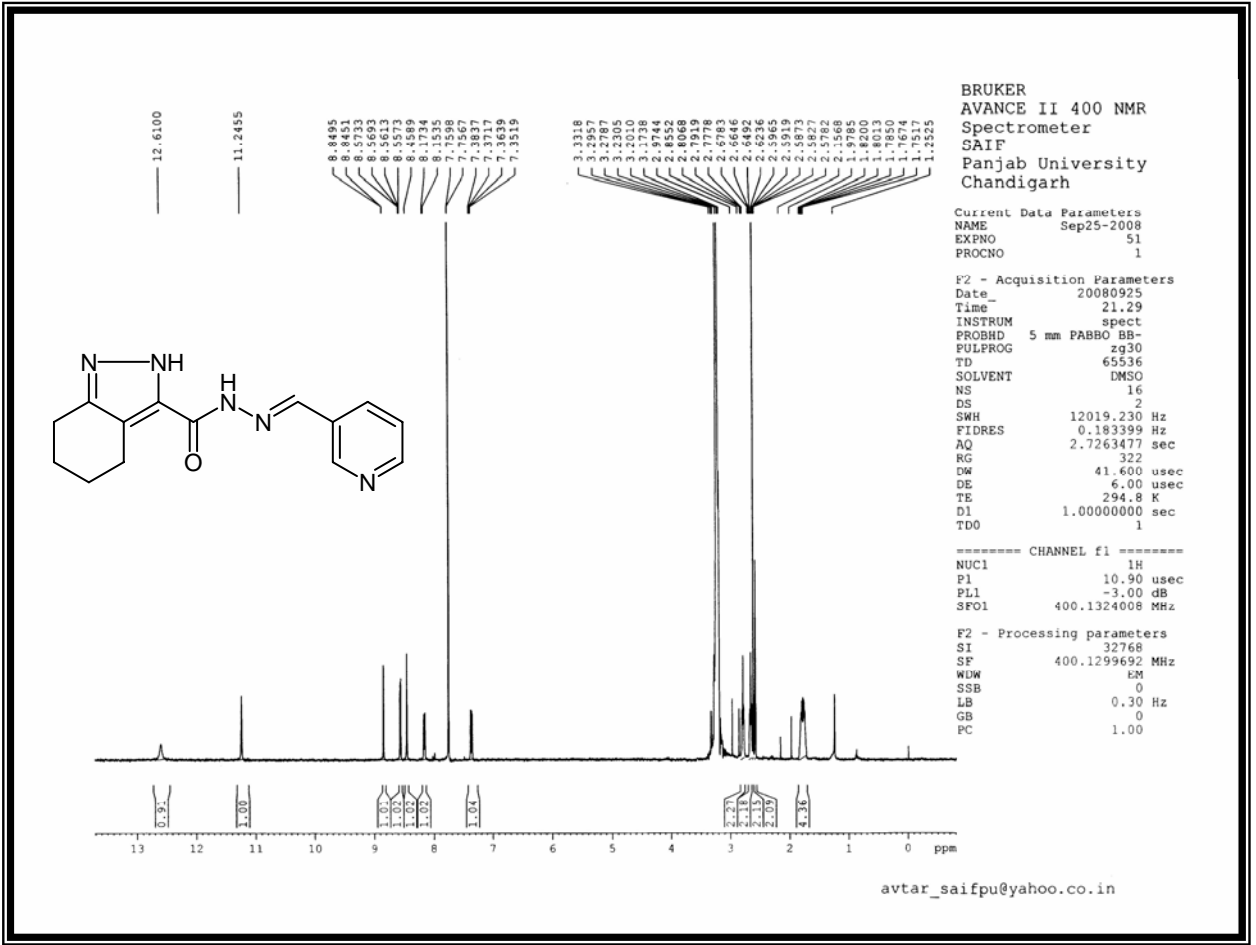 12.6100
11.2455
8.8495
8.8451
8.5733
8.5693
8.5613
8.5573
8.4589
8.1734
8.1535
7.7598
7.7567
7.3837
7.3717
7.3639
7.3519
3.3318
3.2957
3.2787
3.2305
3.2010
3.1738
2.9744
2.8552
2.8068
2.7919
2.7778
2.6783
2.6646
2.6492
2.6236
2.5965
2.5919
2.5873
2.5827
2.5782
2.1568
1.9785
1.8200
1.8013
1.7850
1.7674
1.7517
1.2525
BRUKER
AVANCE II 400 NMR
Spectrometer
SAIF
Panjab University
Chandigarh
Current Data Parameters
NAME Sep25-2008
EXPNO 51
PROCNO 1
F2 - Acquisition Parameters
Date_ 20080925
Time 21.29
INSTRUM spect
PROBHD 5 mm PABBO BB-
PULPROG zg30
TD 65536
SOLVENT DMSO
NS 16
DS 2
SWH 12019.230 Hz
FIDRES 0.183399 Hz
AQ 2.7263477 sec
RG 322
DW 41.600 usec
DE 6.00 usec
TE 294.8 K
D1 1.00000000 sec
TD0 1
======== CHANNEL f1 ========
NUC1 1H
P1 10.90 usec
PL1 -3.00 dB
SFO1 400.1324008 MHz
F2 - Processing parameters
SI 32768
SF 400.1299692 MHz
WDW EM
SSB 0
LB 0.30 Hz
GB 0
PC 1.00
N NH
H
N
N
O
N
0.91 1.00 1.01 1.02 1.02 1.02 1.04 2.27 2.18 2.15 2.09 4.36
13 12 11 10 9 8 7 6 5 4 3 2 1 0 ppm
avtar_saifpu@yahoo.co.in